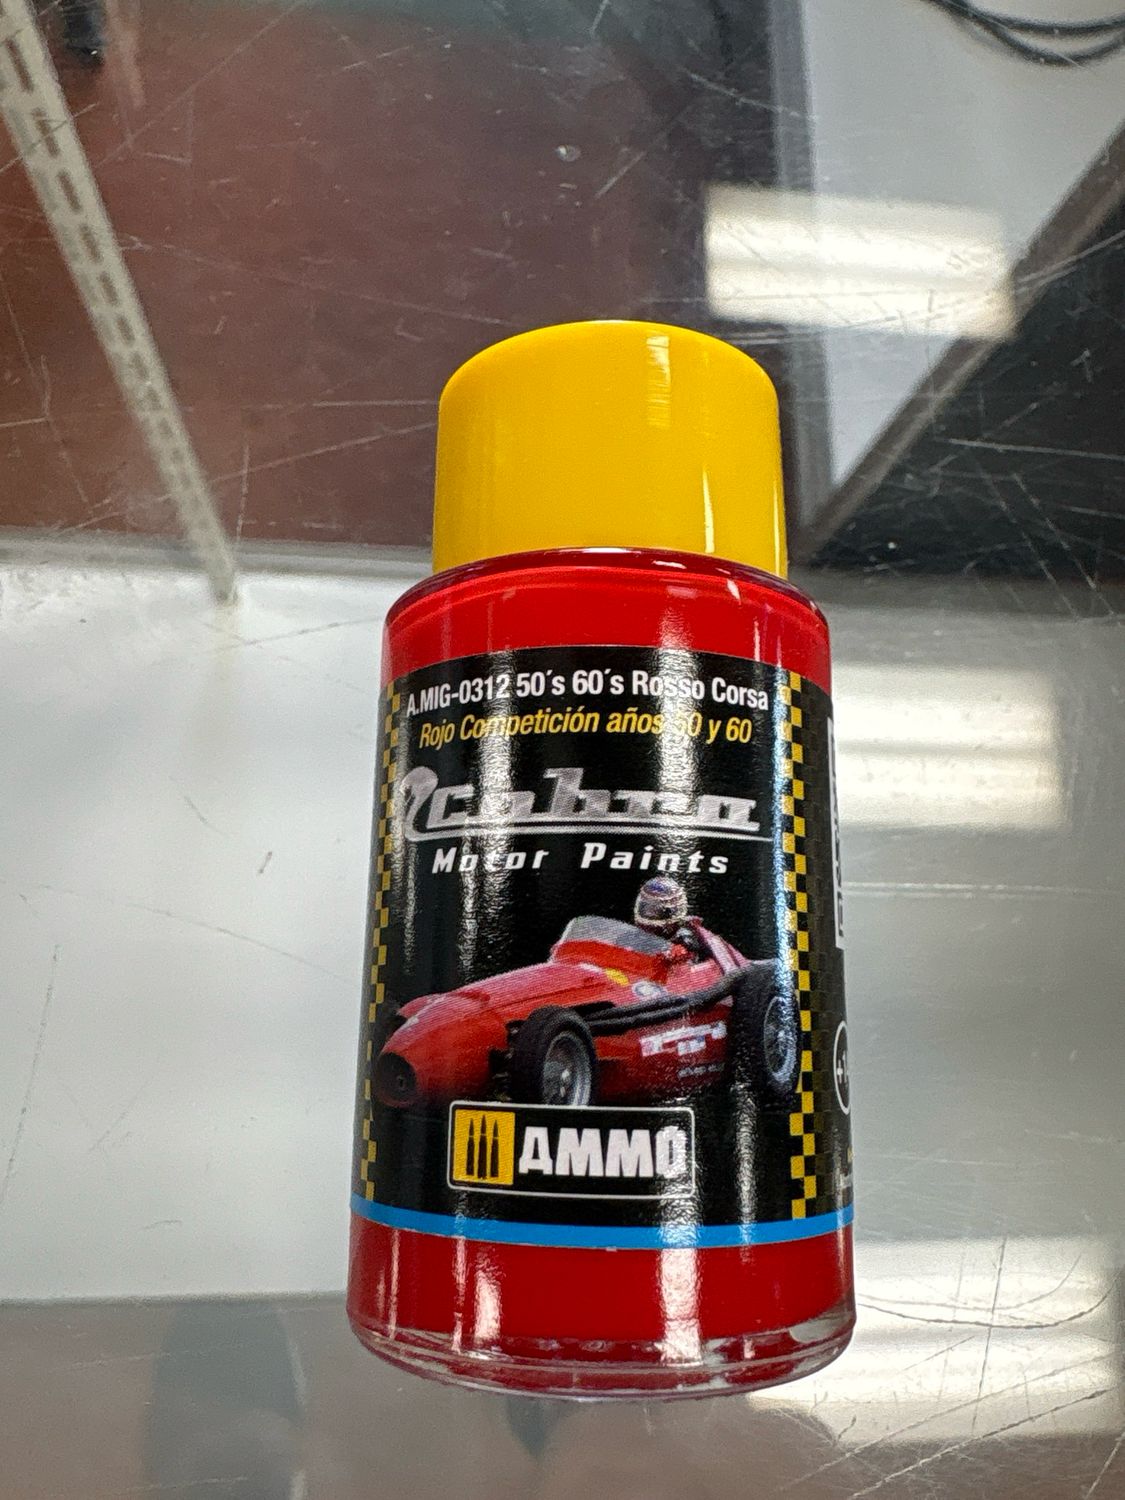 A.MIG-0312 50´s 60´s Rosso Corsa
Rojo Competición años 50 y 60
Cobra
Motor Paints
AMMO